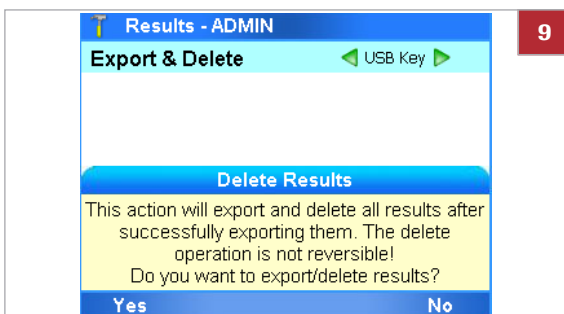 Results - ADMIN
9
Export & Delete
USB Key
Delete Results
This action will export and delete all results after
successfully exporting them. The delete
operation is not reversible!
Do you want to export/delete results?
Yes
No